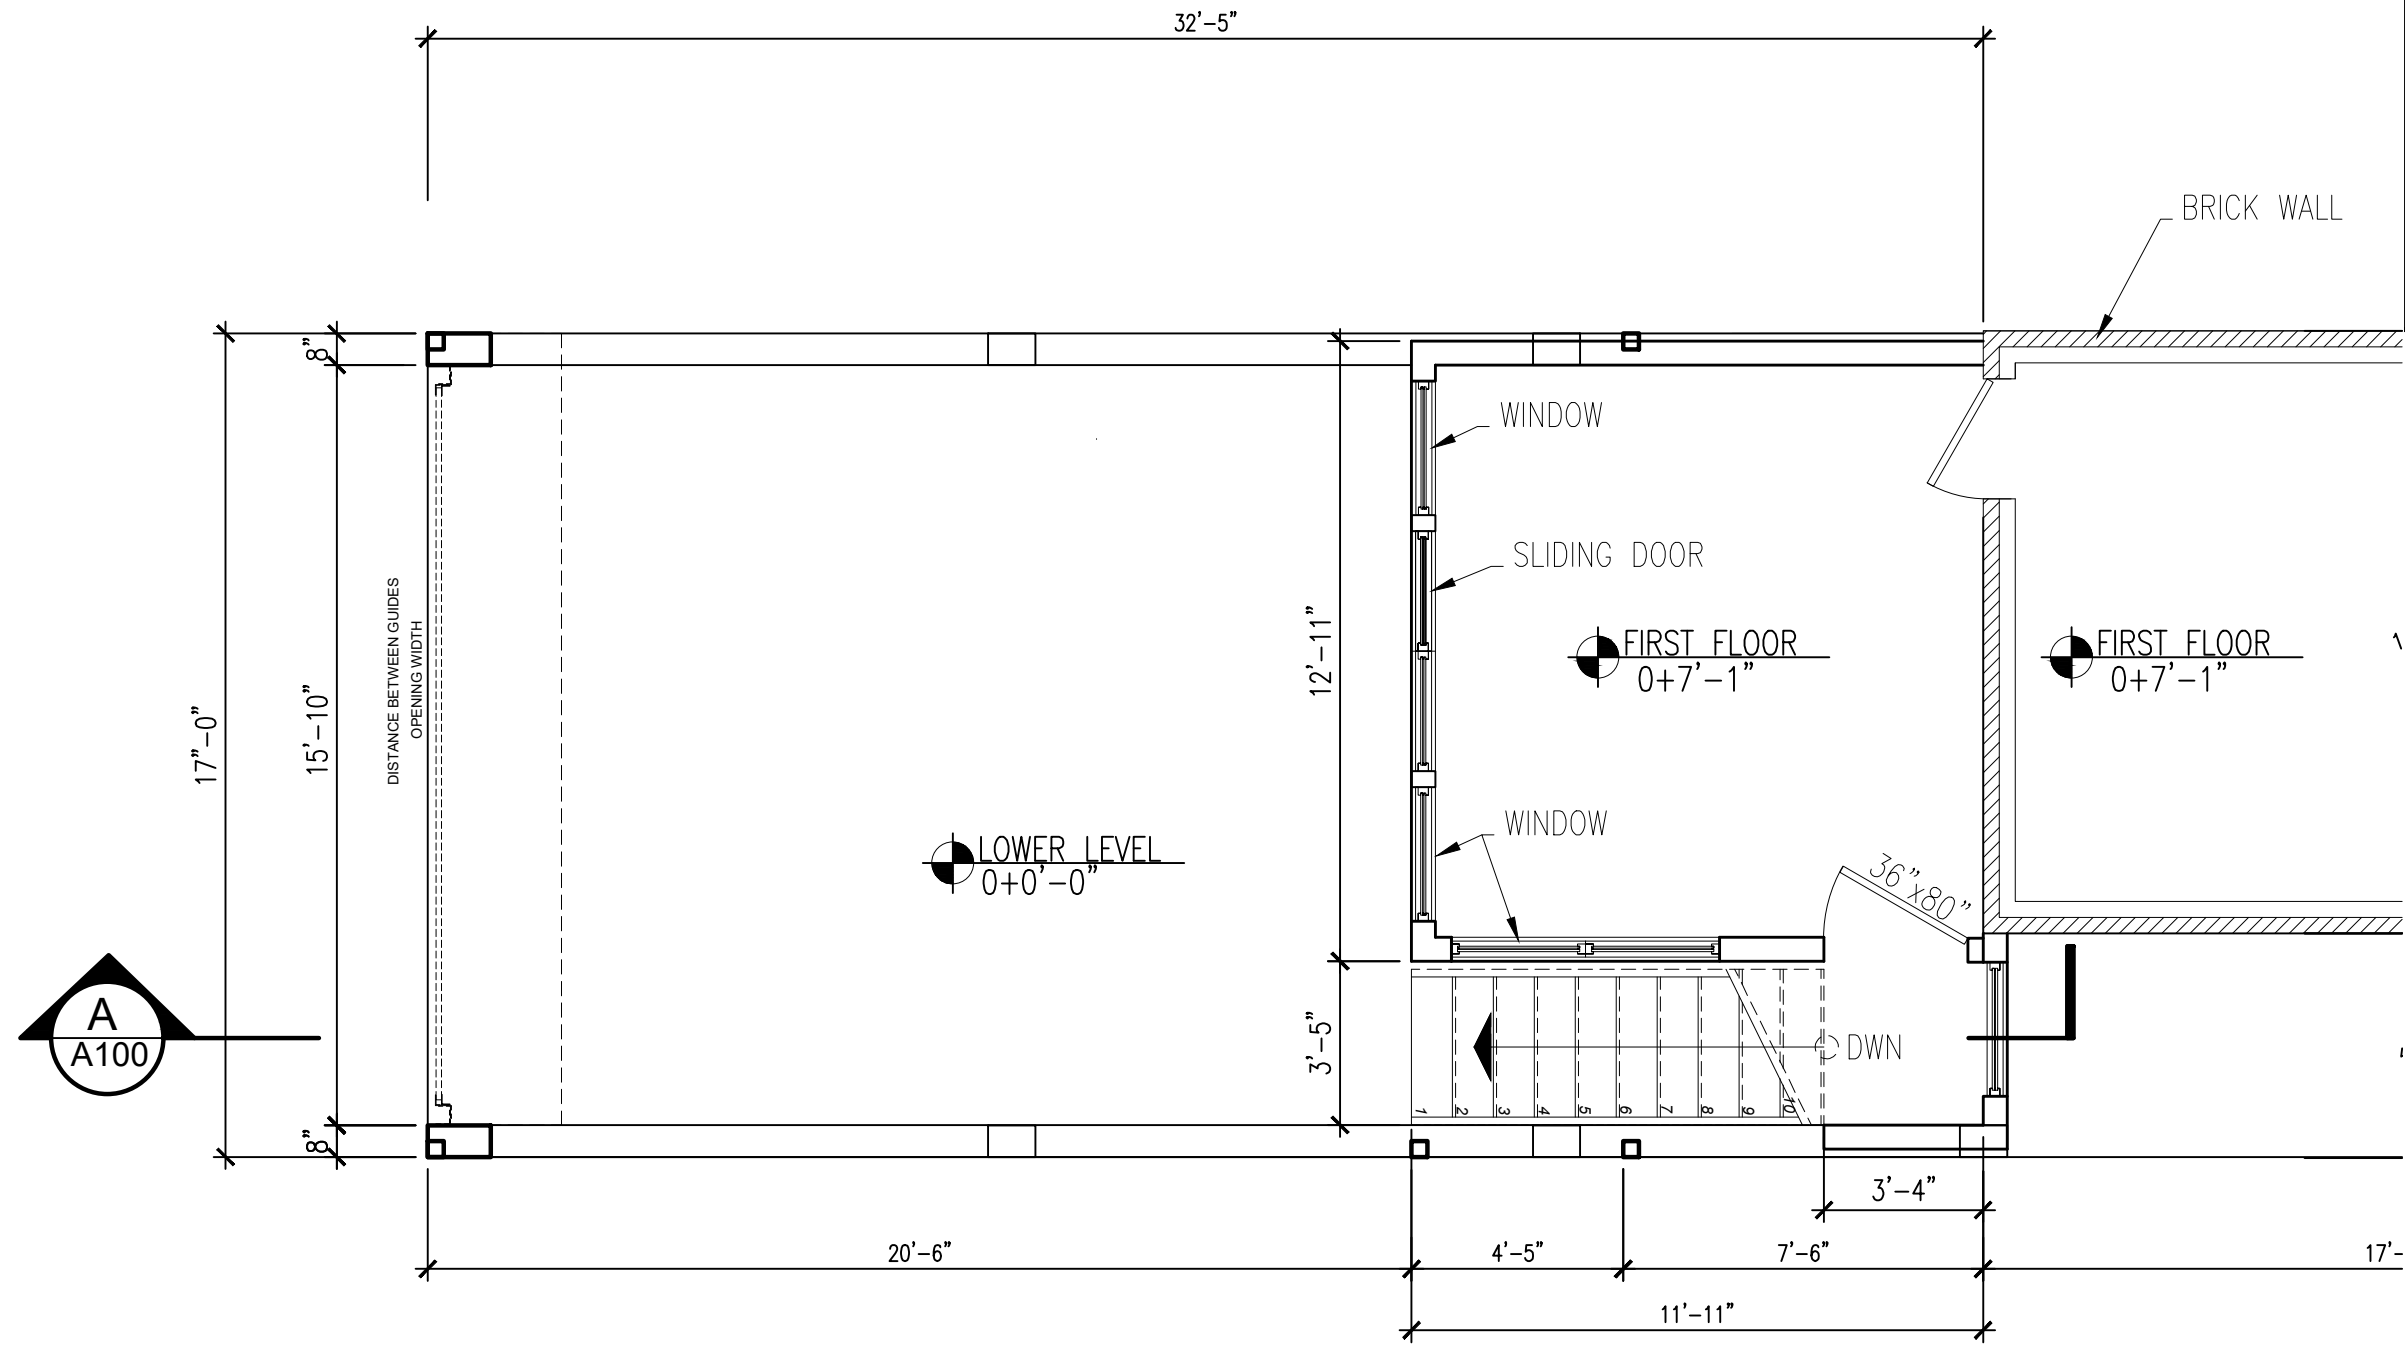 32'-5"
BRICK WALL
8"
WINDOW
SLIDING DOOR
DISTANCE BETWEEN GUIDES
OPENING WIDTH
12'-11"
FIRST FLOOR
0+7'-1"
FIRST FLOOR
0+7'-1"
17"-0"
15'-10"
WINDOW
LOWER LEVEL
0+0'-0"
36"x80"
A
A100
3'-5"
DWN
1 2 3 4 5 6 7 8 9 10
8"
3'-4"
20'-6"
4'-5"
7'-6"
17'-
11'-11"